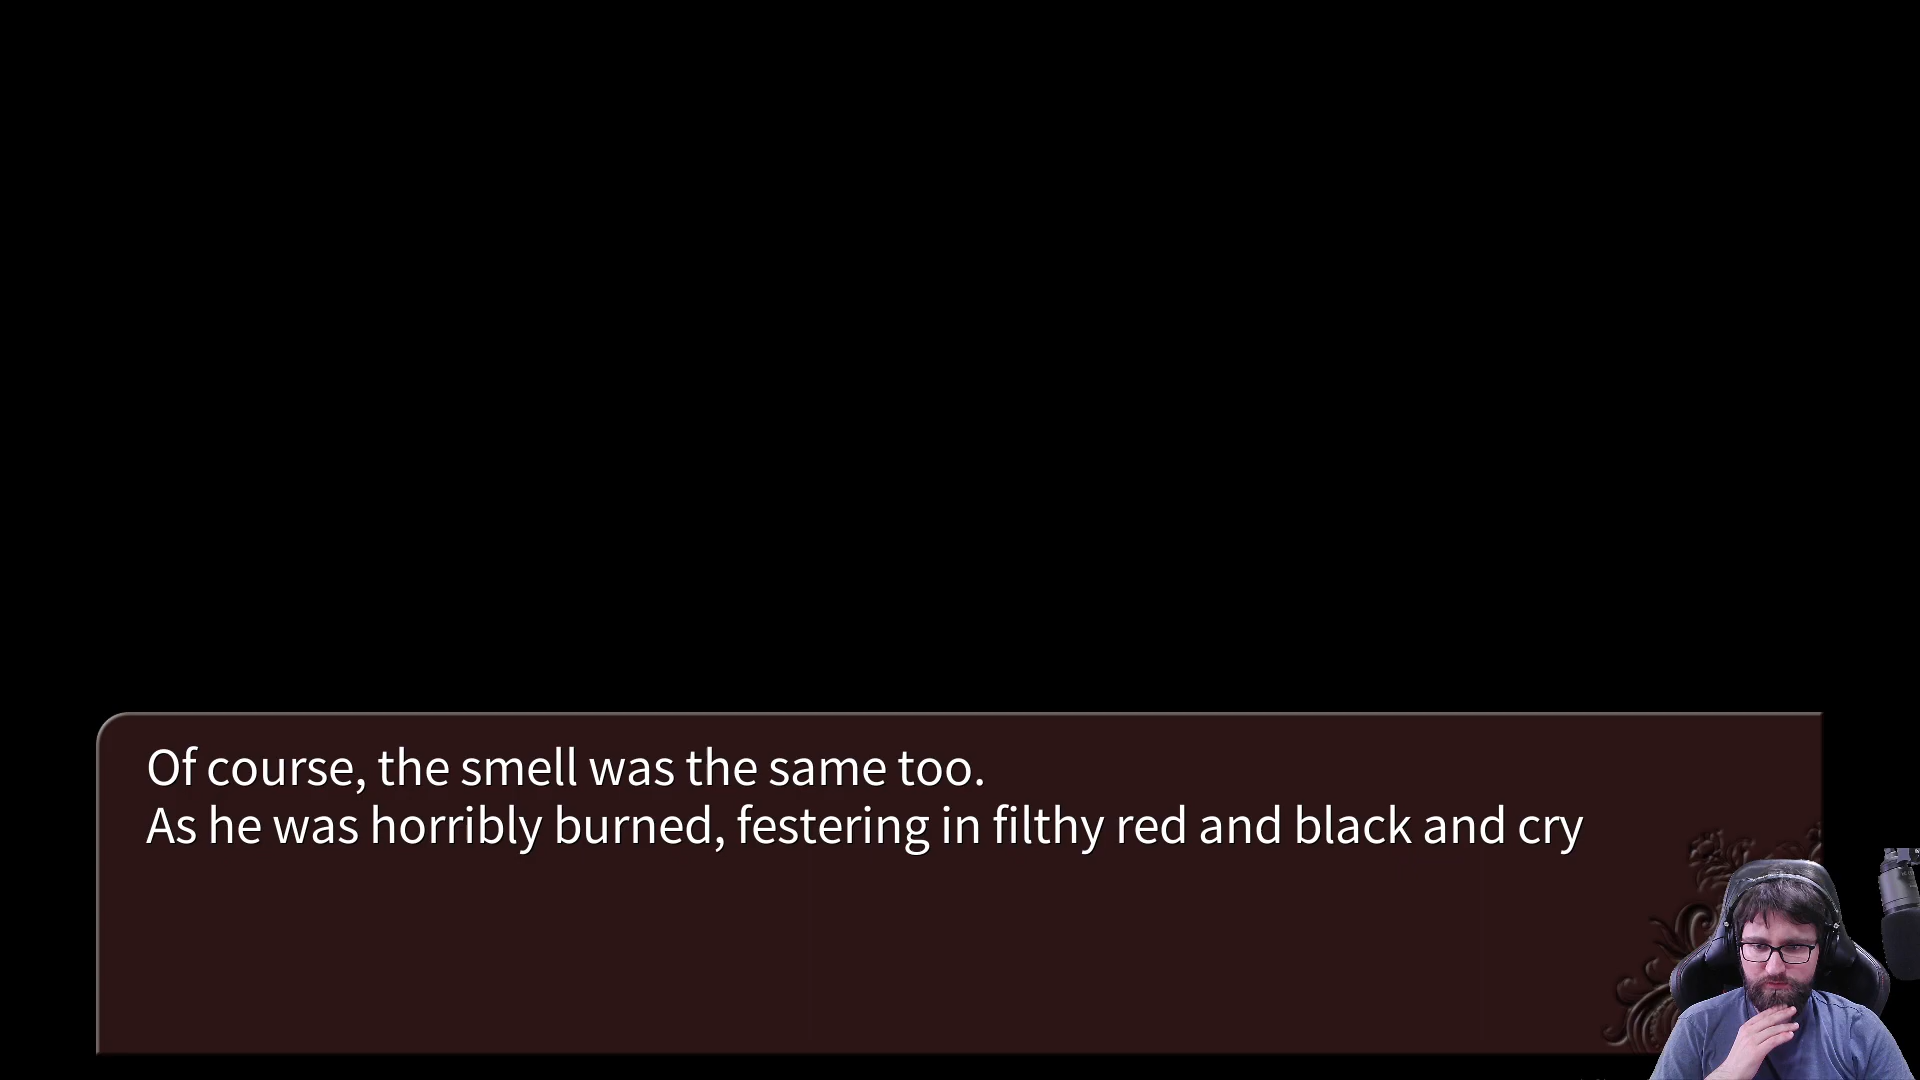 Of course, the smell was the same too.
As he was horribly burned, festering in filthy red and black and cry